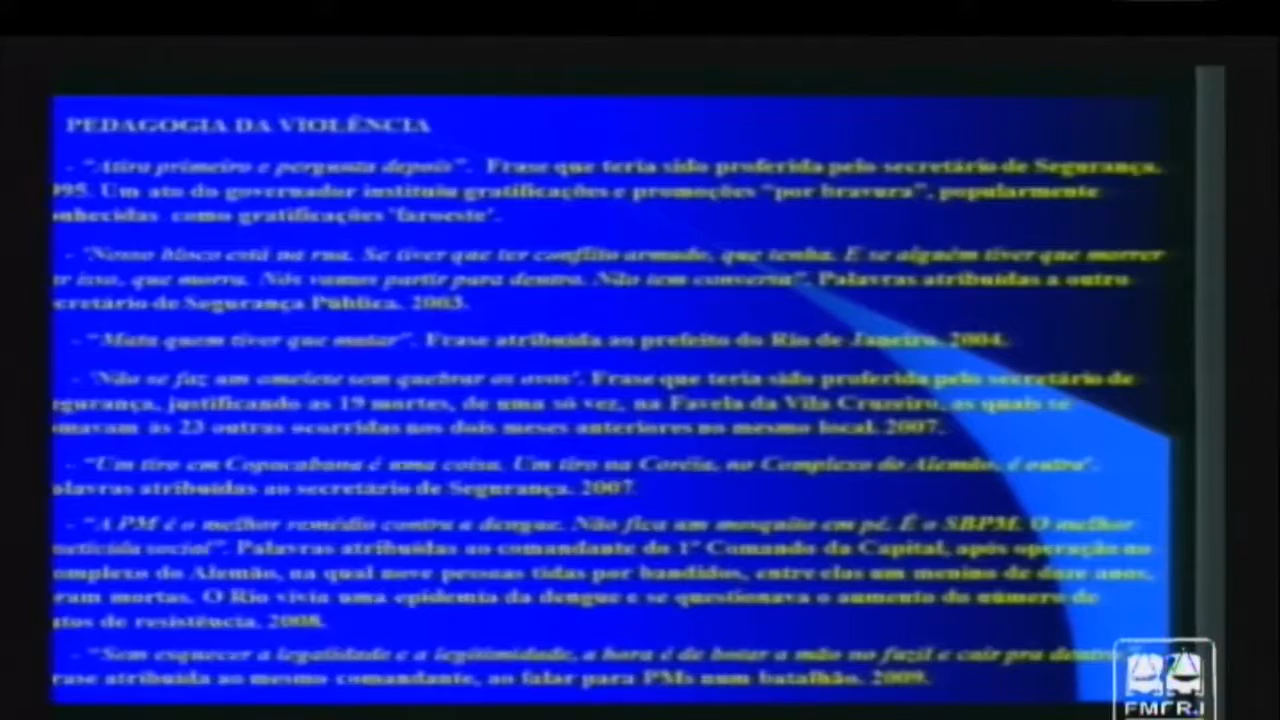 PEDAGOGIA DA VIOLÊNCIA
- "Atira primeiro e pergunta depois". Frase que teria sido proferida pelo secretário de Segurança.
995. Um ato do governador instituiu gratificações e promoções "por bravura", popularmente
nhecidas como gratificações 'faroeste'.
- "Nosso bloco está na rua. Se tiver que ter conflito armado, que tenha. E se alguém tiver que morrer
r isso, que morra. Nós vamos partir para dentro. Não tem conversa". Palavras atribuídas a outro
cretário de Segurança Pública. 2003.
- "Mata quem tiver que matar". Frase atribuída ao prefeito do Rio de Janeiro. 2004.
- 'Não se faz um omelete sem quebrar os ovos'. Frase que teria sido proferida pelo secretário de
egurança, justificando as 19 mortes, de uma só vez, na Favela da Vila Cruzeiro, as quais se
omavam às 23 outras ocorridas nos dois meses anteriores no mesmo local. 2007.
- "Um tiro em Copacabana é uma coisa. Um tiro na Coréia, no Complexo do Alemão, é outra".
alavras atribuídas ao secretário de Segurança. 2007
- "A PM é o melhor remédio contra a dengue. Não fica um mosquito em pé. É o SBPM. O melhor
seticida social". Palavras atribuídas ao comandante do 1º Comando da Capital, após operação no
omplexo do Alemão, na qual nove pessoas tidas por bandidos, entre elas um menino de doze anos,
ram mortas. O Rio vivia uma epidemia da dengue e se questionava o aumento do número de
tos de resistência. 2008.
- "Sem esquecer a legalidade e a legitimidade, a hora é de botar a mão no fuzil e cair pra dentro
rase atribuída ao mesmo comandante, ao falar para PMs num batalhão. 2009.
EMERJ